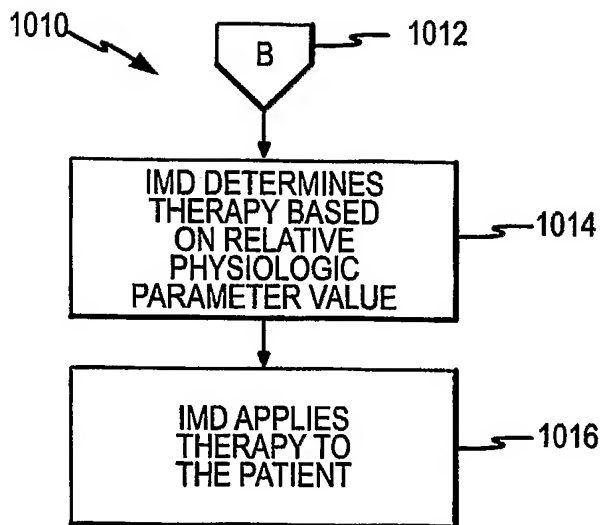 1010
B
1012
IMD DETERMINES
THERAPY BASED
ON RELATIVE
PHYSIOLOGIC
PARAMETER VALUE
1014
IMD APPLIES
THERAPY TO
THE PATIENT
1016